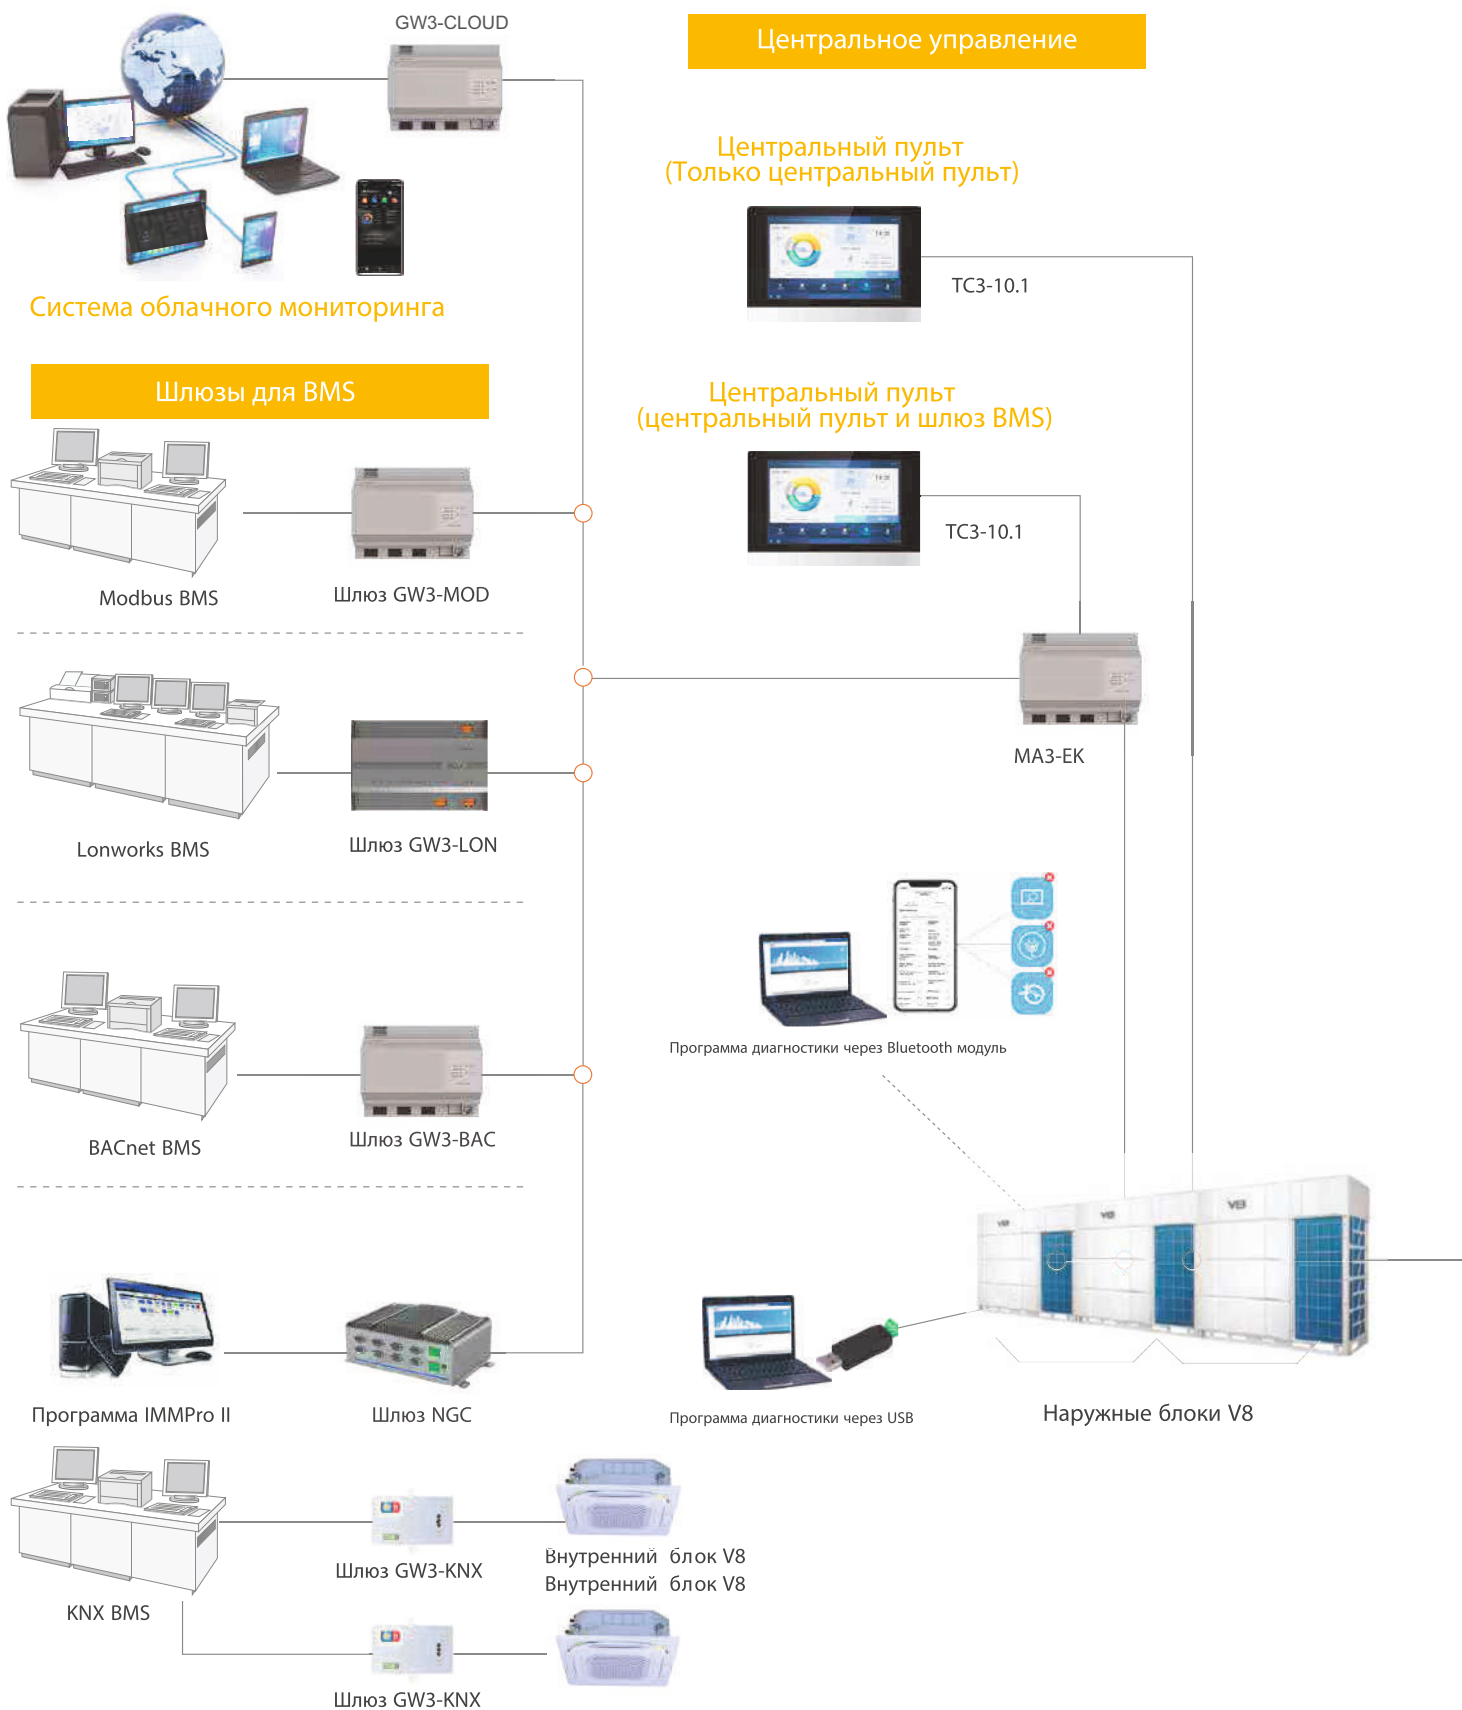 GW3-CLOUD
Система облачного мониторинга
Шлюзы для BMS
Modbus BMS
Шлюз GW3-MOD
Lonworks BMS
Шлюз GW3-LON
BACnet BMS
Шлюз GW3-BAC
Программа IMMPro II
Шлюз NGC
KNX BMS
Шлюз GW3-KNX
Внутренний блок V8
Внутренний блок V8
Шлюз GW3-KNX
Центральное управление
Центральный пульт
(Только центральный пульт)
TC3-10.1
Центральный пульт
(центральный пульт и шлюз BMS)
TC3-10.1
MA3-EK
Программа диагностики через Bluetooth модуль
V8
V8
V8
Программа диагностики через USB
Наружные блоки V8